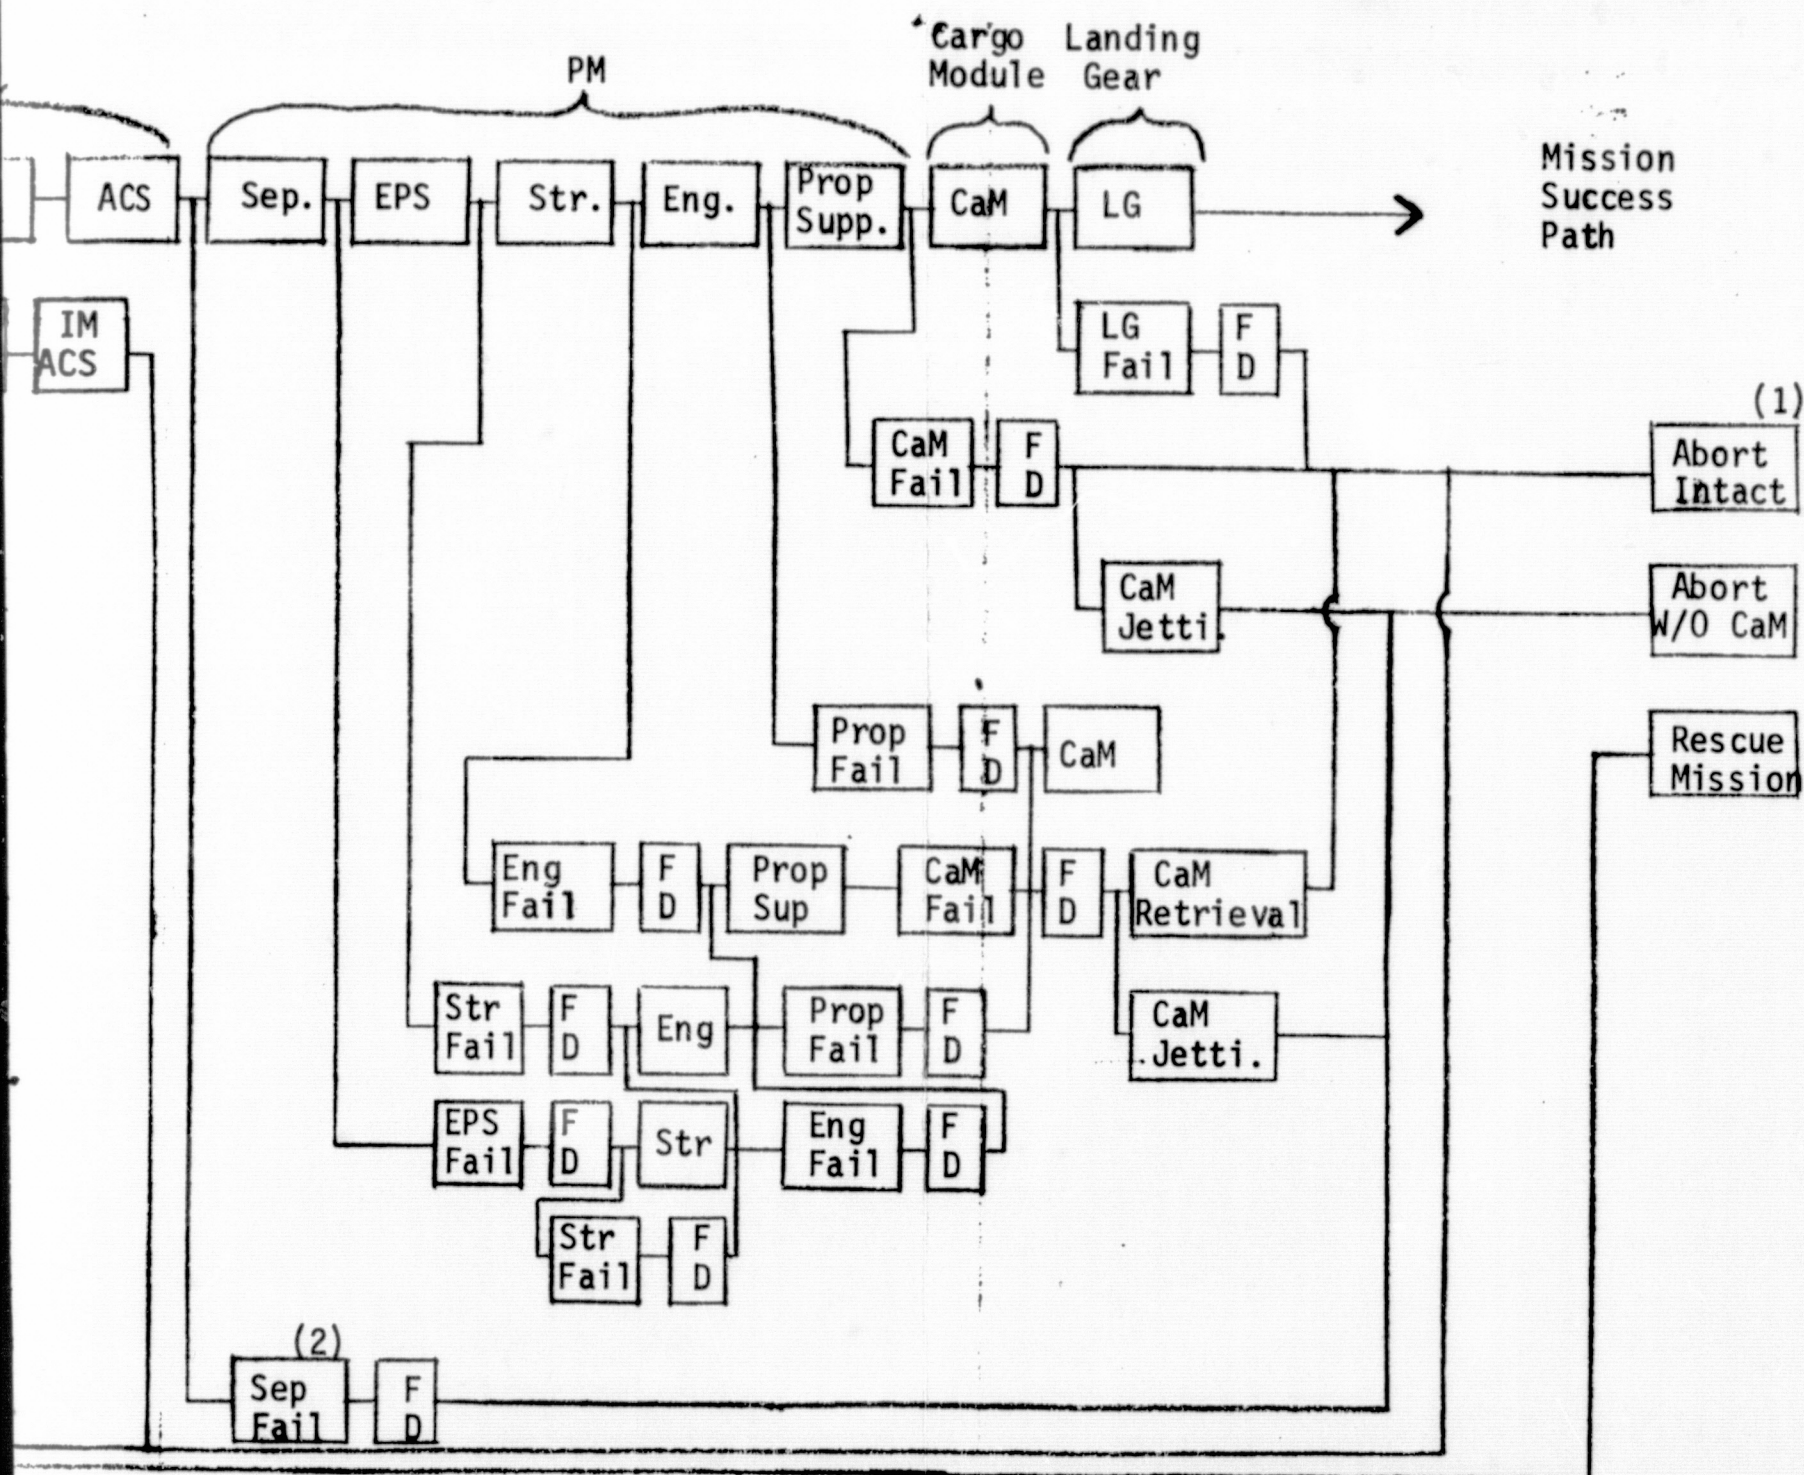 Cargo Landing
Module Gear
PM
Mission
Success
Path
ACS
Sep.
EPS
Str.
Eng.
Prop
Supp.
CaM
LG
IM
ACS
LG
Fail
F
D
(1)
CaM
Fail
F
D
Abort
Intact
CaM
Jetti.
Abort
W/O CaM
Prop
Fail
F
D
CaM
Rescue
Mission
Eng
Fail
F
D
Prop
Sup
CaM
Fail
F
D
CaM
Retrieval
Str
Fail
F
D
Eng
Prop
Fail
F
D
CaM
Jetti.
EPS
Fail
F
D
Str
Eng
Fail
F
D
Str
Fail
F
D
(2)
Sep
Fail
F
D